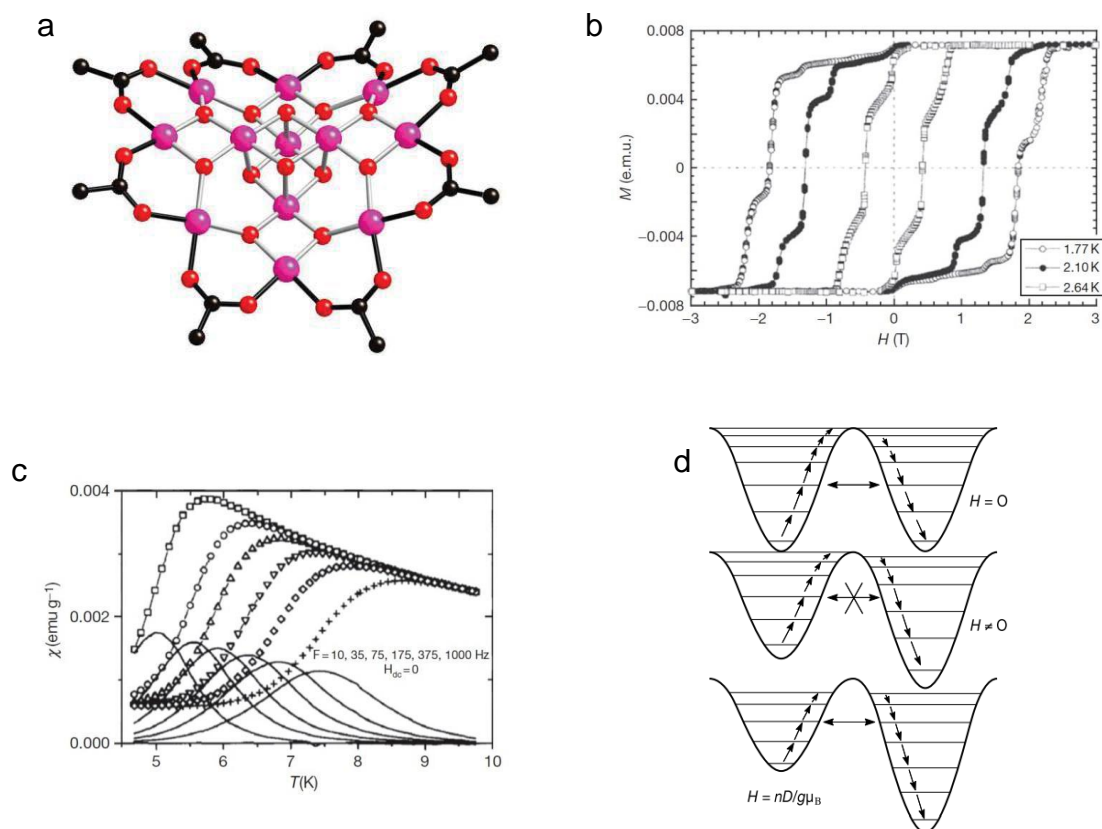 a
b
0.008
0.004
0
−0.004
−0.008
M (e.m.u.)
−3
−2
−1
0
1
2
3
H (T)
1.77 K
2.10 K
2.64 K
c
0.004
0.002
0.000
χ (emu g⁻¹)
F = 10, 35, 75, 175, 375, 1000 Hz
H_dc = 0
5
6
7
8
9
10
T(K)
d
H = O
H ≠ O
H = nD/gμ_B